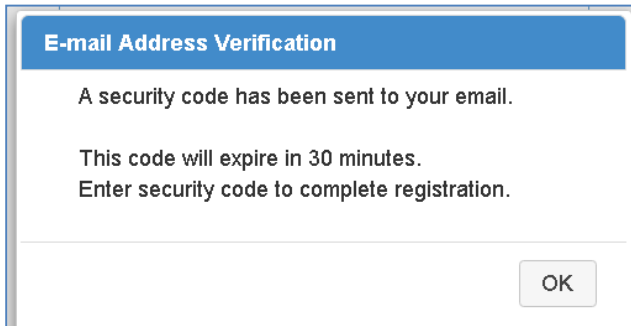 E-mail Address Verification
A security code has been sent to your email.
This code will expire in 30 minutes.
Enter security code to complete registration.
OK